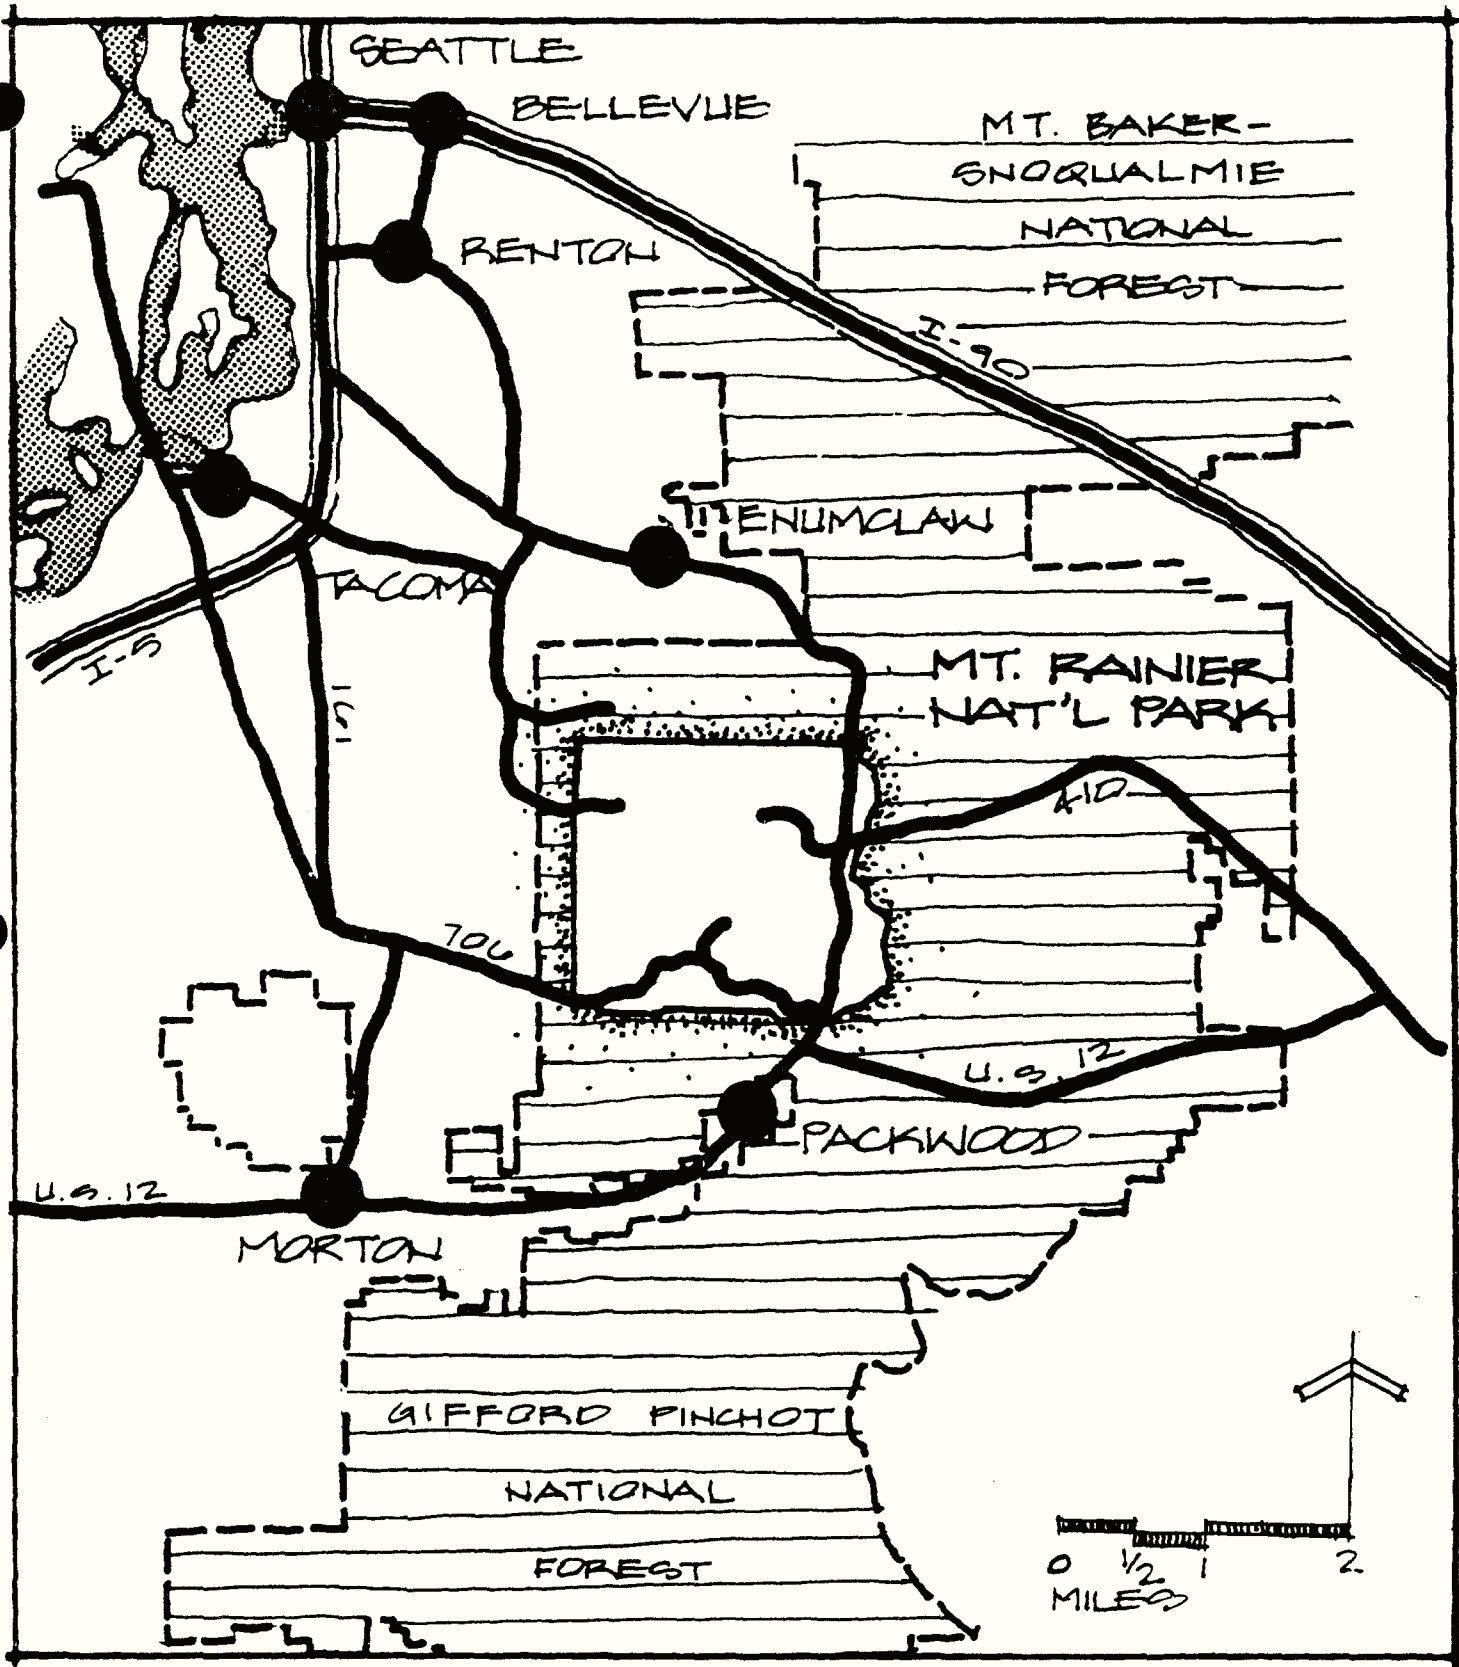 SEATTLE
BELLEVUE
MT. BAKER-
SNOQUALMIE
NATIONAL
FOREST
RENTON
I-90
ENUMCLAW
TACOMA
I-5
MT. RAINIER
NAT'L PARK
161
410
706
U.S. 12
PACKWOOD
U.S. 12
MORTON
GIFFORD PINCHOT
NATIONAL
FOREST
0 1/2 1 2
MILES